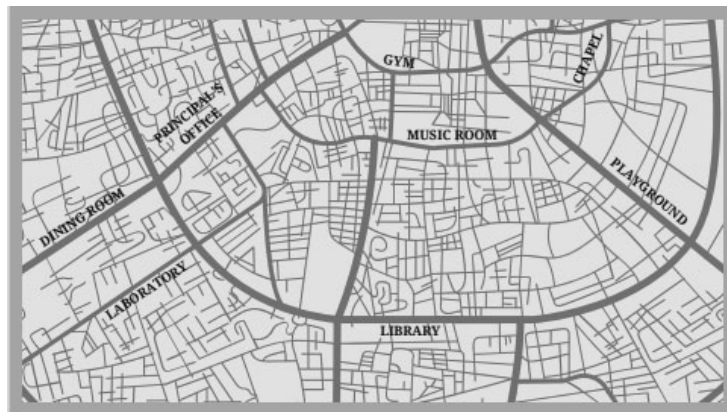 GYM
CHAPEL
PRINCIPAL'S
OFFICE
MUSIC ROOM
PLAYGROUND
DINING ROOM
LABORATORY
LIBRARY